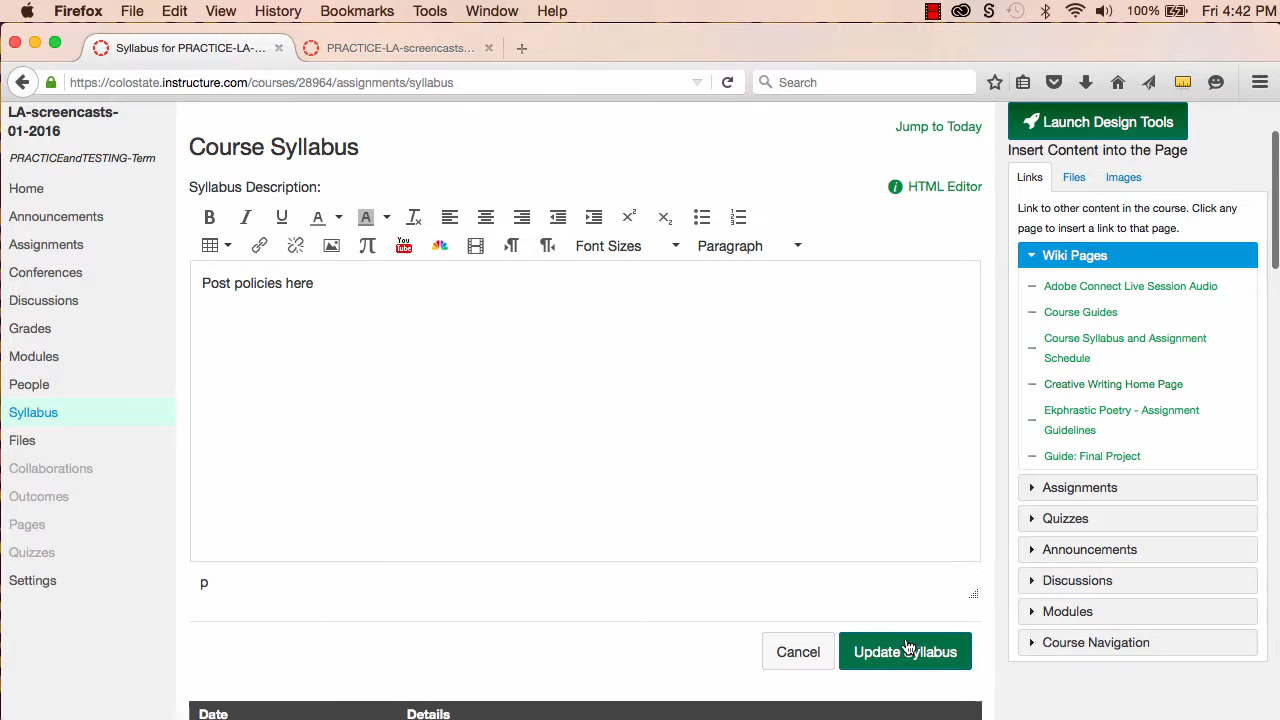 Firefox File Edit View History Bookmarks Tools Window Help 100% Fri 4:42 PM
Syllabus for PRACTICE-LA-... × PRACTICE-LA-screencasts... × +
https://colostate.instructure.com/courses/28964/assignments/syllabus Search
LA-screencasts-
01-2016
PRACTICEandTESTING-Term
Home
Announcements
Assignments
Conferences
Discussions
Grades
Modules
People
Syllabus
Files
Collaborations
Outcomes
Pages
Quizzes
Settings
Jump to Today
Course Syllabus
Syllabus Description:
HTML Editor
Font Sizes Paragraph
Post policies here
p
Cancel Update Syllabus
Date Details
Launch Design Tools
Insert Content into the Page
Links Files Images
Link to other content in the course. Click any
page to insert a link to that page.
Wiki Pages
Adobe Connect Live Session Audio
Course Guides
Course Syllabus and Assignment
Schedule
Creative Writing Home Page
Ekphrastic Poetry - Assignment
Guidelines
Guide: Final Project
Assignments
Quizzes
Announcements
Discussions
Modules
Course Navigation